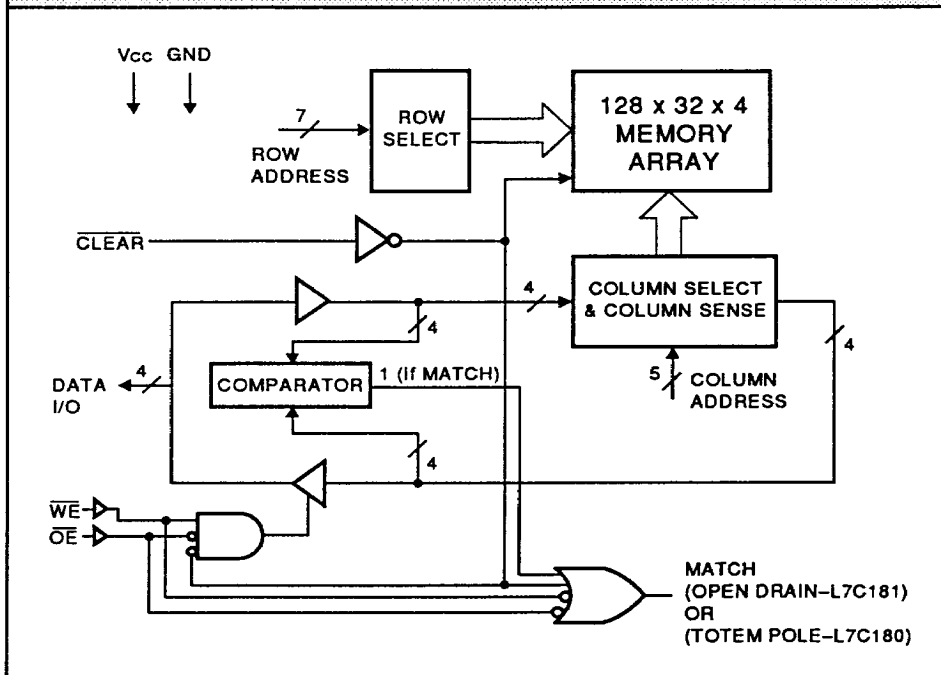 Vcc GND
7
ROW
ADDRESS
ROW
SELECT
128 x 32 x 4
MEMORY
ARRAY
CLEAR
4
COLUMN SELECT
& COLUMN SENSE
4
4
DATA
I/O
4
COMPARATOR
1 (If MATCH)
5
COLUMN
ADDRESS
4
WE
OE
MATCH
(OPEN DRAIN–L7C181)
OR
(TOTEM POLE–L7C180)